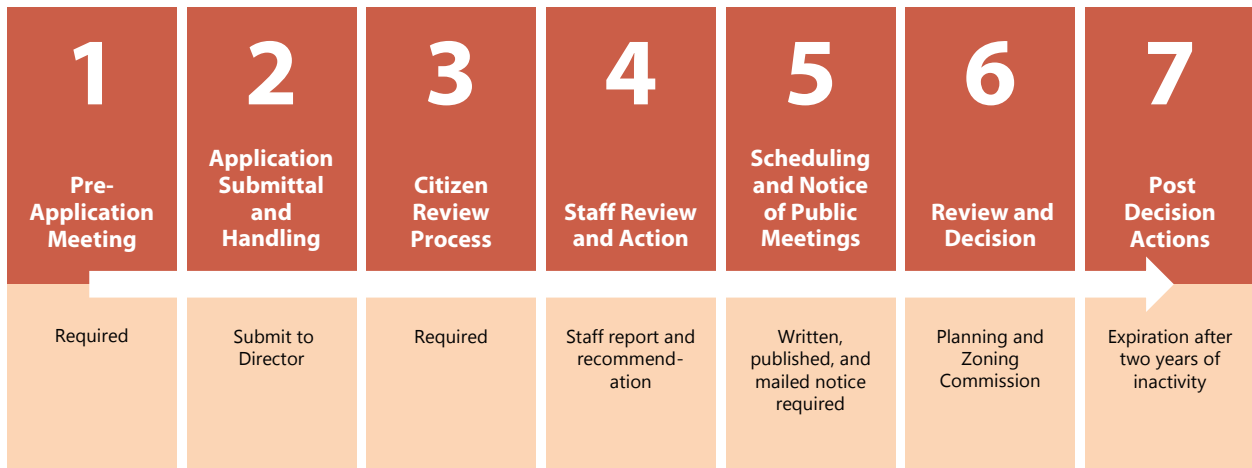 1
Pre-
Application
Meeting
Required
2
Application
Submittal
and
Handling
Submit to
Director
3
Citizen
Review
Process
Required
4
Staff Review
and Action
Staff report and
recommend-
ation
5
Scheduling
and Notice
of Public
Meetings
Written,
published, and
mailed notice
required
6
Review and
Decision
Planning and
Zoning
Commission
7
Post
Decision
Actions
Expiration after
two years of
inactivity